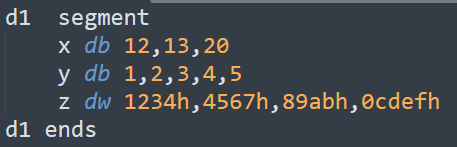 d1  segment
    x db 12,13,20
    y db 1,2,3,4,5
    z dw 1234h,4567h,89abh,0cdefh
d1 ends